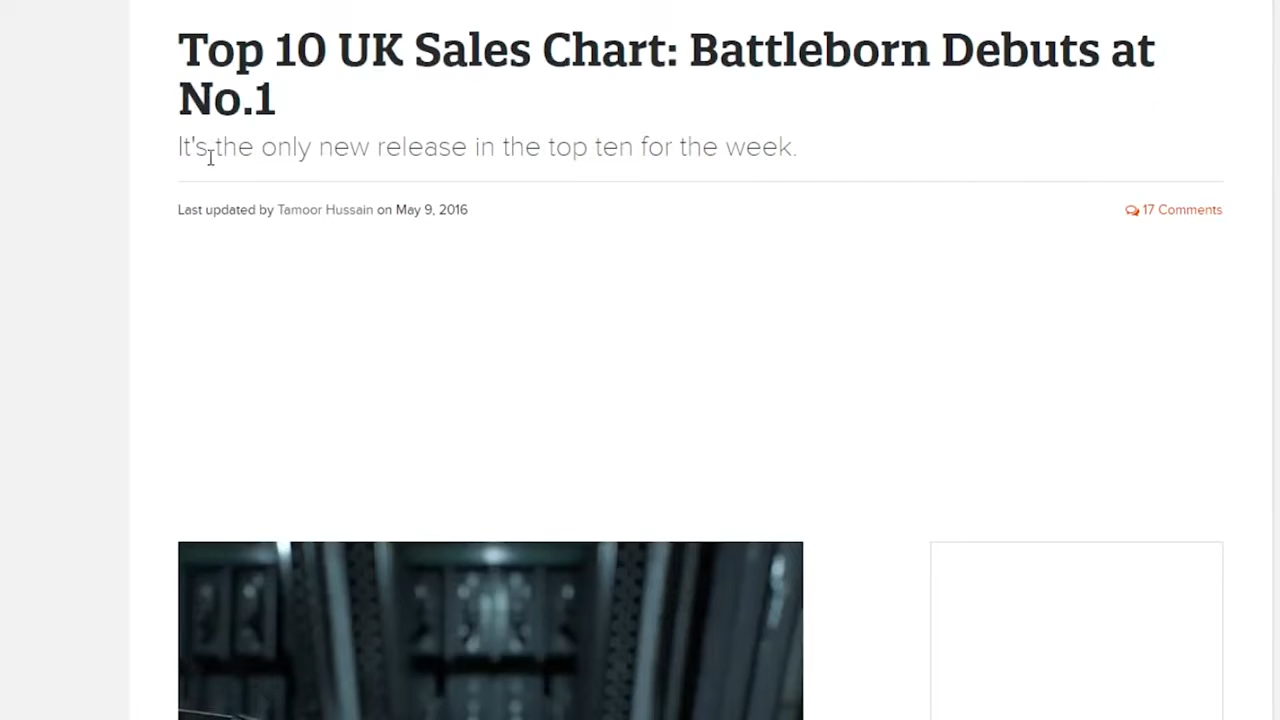 Top 10 UK Sales Chart: Battleborn Debuts at
No.1
It's the only new release in the top ten for the week.
Last updated by Tamoor Hussain on May 9, 2016
17 Comments